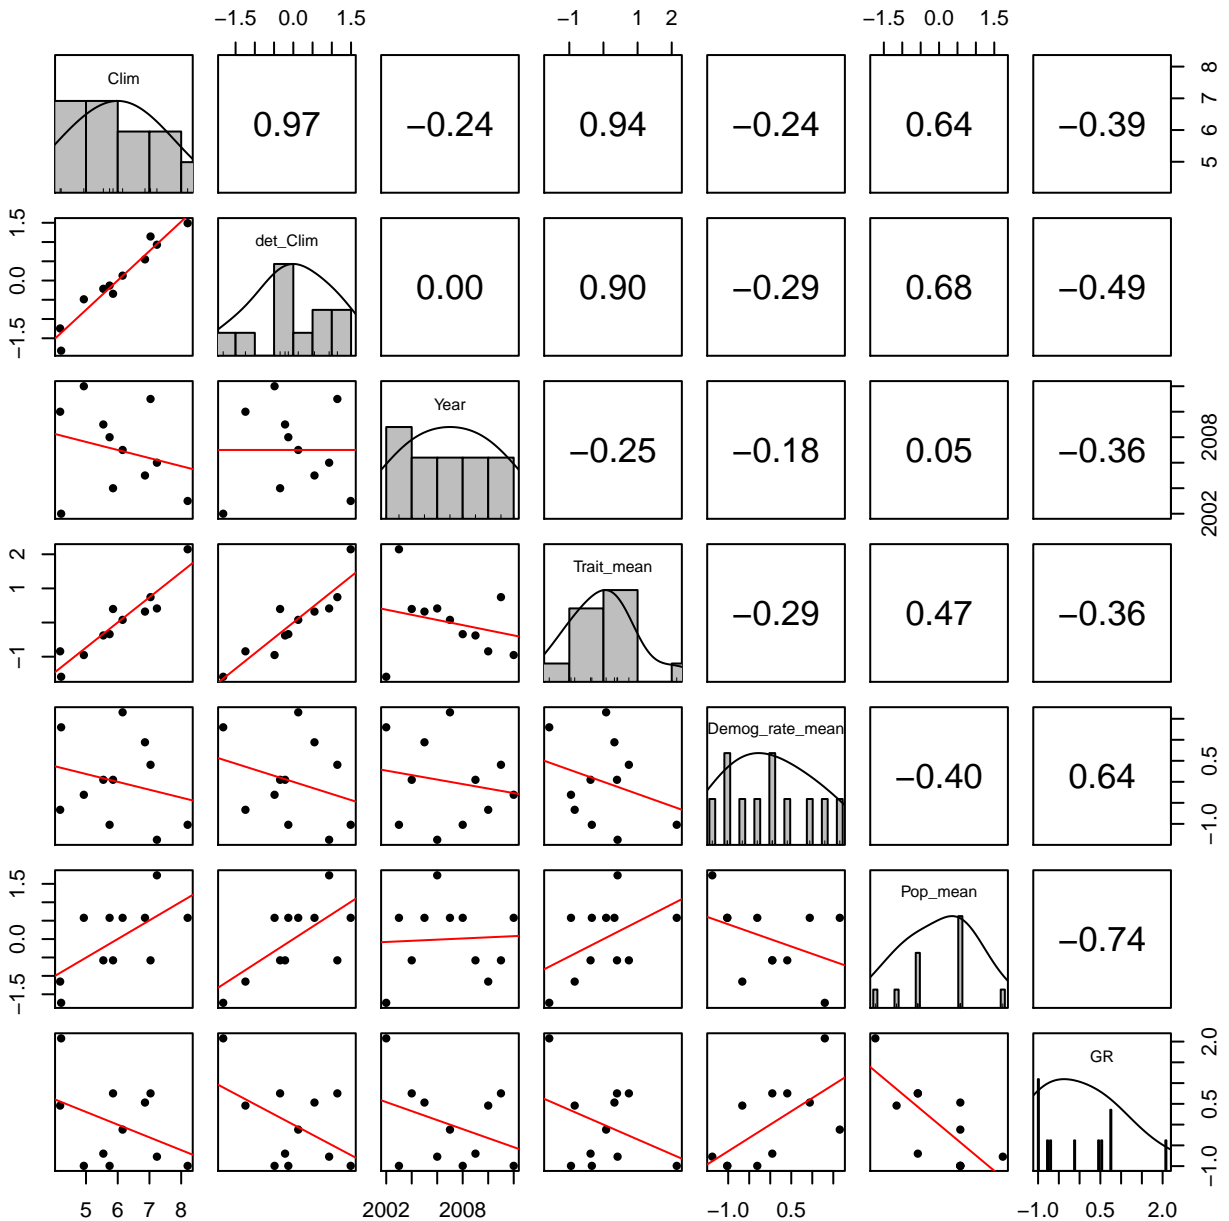 −1.5 0.0 1.5 −1 1 2 −1.5 0.0 1.5
Clim 0.97 −0.24 0.94 −0.24 0.64 −0.39
5 6 7 8
−1.5 0.0 1.5
det_Clim 0.00 0.90 −0.29 0.68 −0.49
Year −0.25 −0.18 0.05 −0.36
2002 2008
−1 1 2
Trait_mean −0.29 0.47 −0.36
Demog_rate_mean −0.40 0.64
−1.0 0.5
−1.5 0.0 1.5
Pop_mean −0.74
GR
−1.0 0.5 2.0
5 6 7 8 2002 2008 −1.0 0.5 −1.0 0.5 2.0